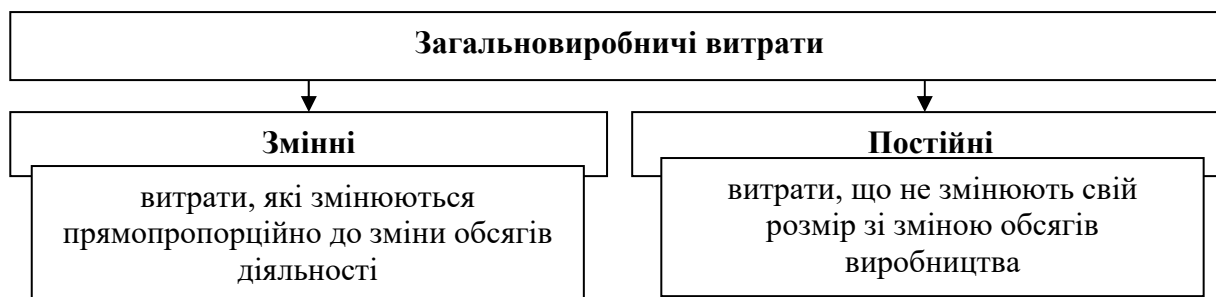 Загальновиробничі витрати
Змінні
витрати, які змінюються
прямопропорційно до зміни обсягів
діяльності
Постійні
витрати, що не змінюють свій
розмір зі зміною обсягів
виробництва